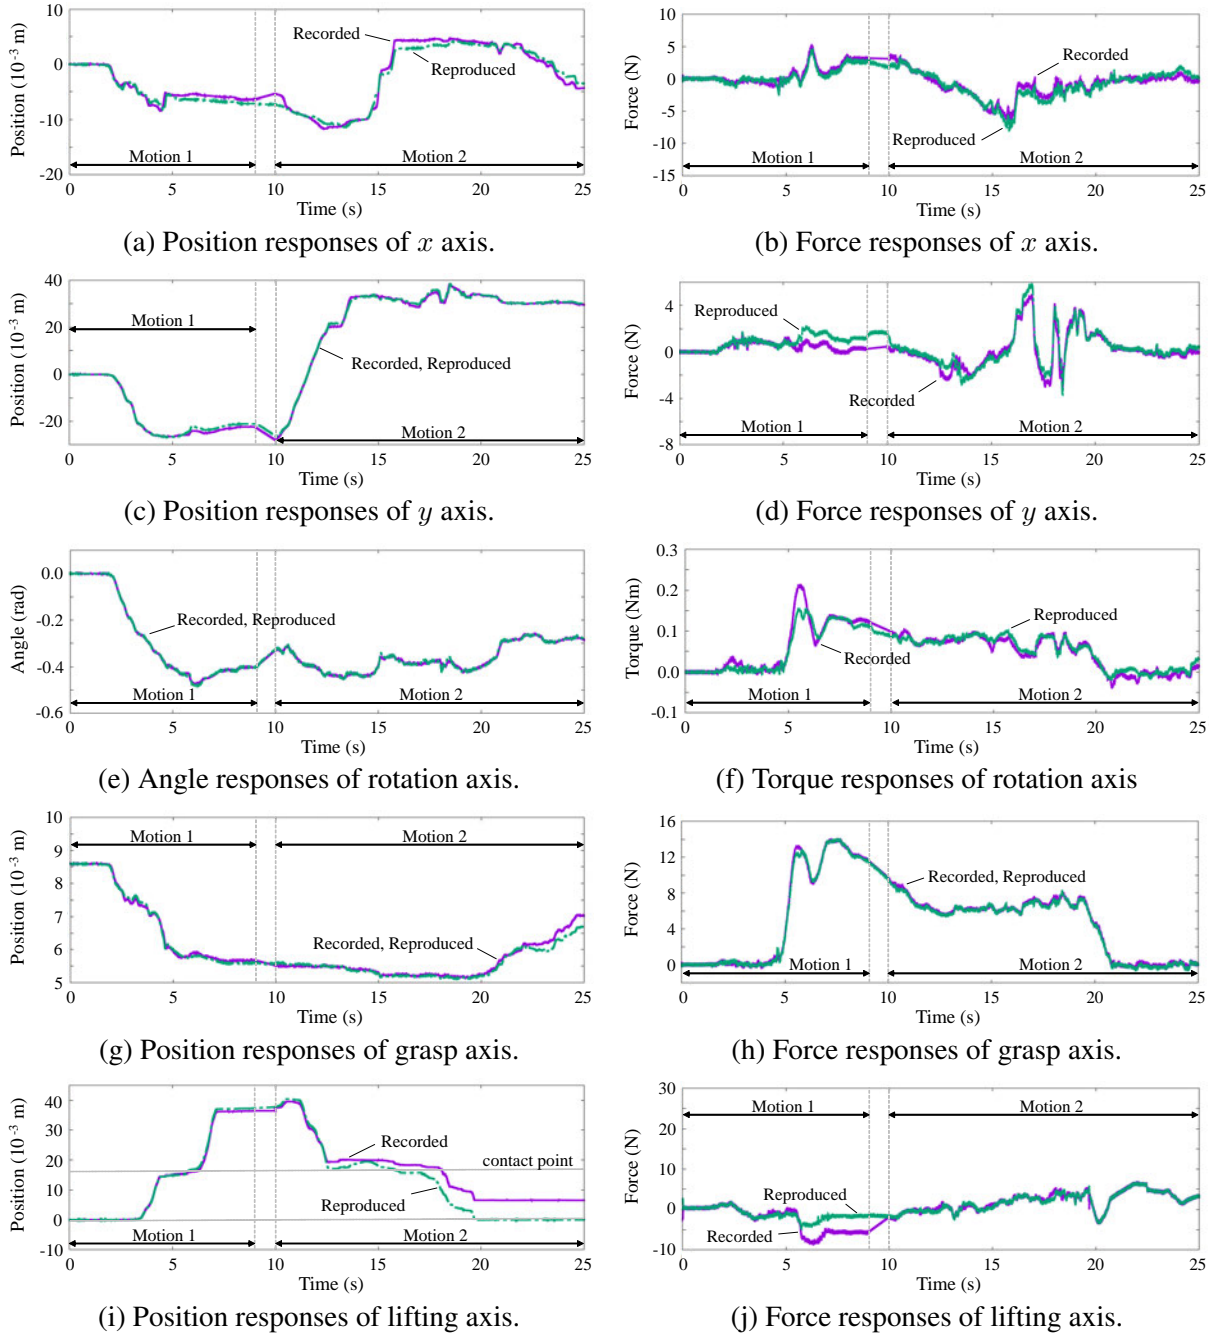 10
0
-10
-20
Position (10⁻³ m)
Recorded
Reproduced
Motion 1
Motion 2
0 5 10 15 20 25
Time (s)
(a) Position responses of x axis.
10
5
0
-5
-10
-15
Force (N)
Recorded
Reproduced
Motion 1
Motion 2
0 5 10 15 20 25
Time (s)
(b) Force responses of x axis.
40
20
0
-20
Position (10⁻³ m)
Motion 1
Recorded, Reproduced
Motion 2
0 5 10 15 20 25
Time (s)
(c) Position responses of y axis.
4
0
-4
-8
Force (N)
Reproduced
Recorded
Motion 1
Motion 2
0 5 10 15 20 25
Time (s)
(d) Force responses of y axis.
0.0
-0.2
-0.4
-0.6
Angle (rad)
Recorded, Reproduced
Motion 1
Motion 2
0 5 10 15 20 25
Time (s)
(e) Angle responses of rotation axis.
0.3
0.2
0.1
0.0
-0.1
Torque (Nm)
Reproduced
Recorded
Motion 1
Motion 2
0 5 10 15 20 25
Time (s)
(f) Torque responses of rotation axis
10
9
8
7
6
5
Position (10⁻³ m)
Motion 1
Motion 2
Recorded, Reproduced
0 5 10 15 20 25
Time (s)
(g) Position responses of grasp axis.
16
12
8
4
0
Force (N)
Recorded, Reproduced
Motion 1
Motion 2
0 5 10 15 20 25
Time (s)
(h) Force responses of grasp axis.
40
30
20
10
0
-10
Position (10⁻³ m)
Recorded
contact point
Reproduced
Motion 1
Motion 2
0 5 10 15 20 25
Time (s)
(i) Position responses of lifting axis.
30
20
10
0
-10
Force (N)
Motion 1
Motion 2
Reproduced
Recorded
0 5 10 15 20 25
Time (s)
(j) Force responses of lifting axis.